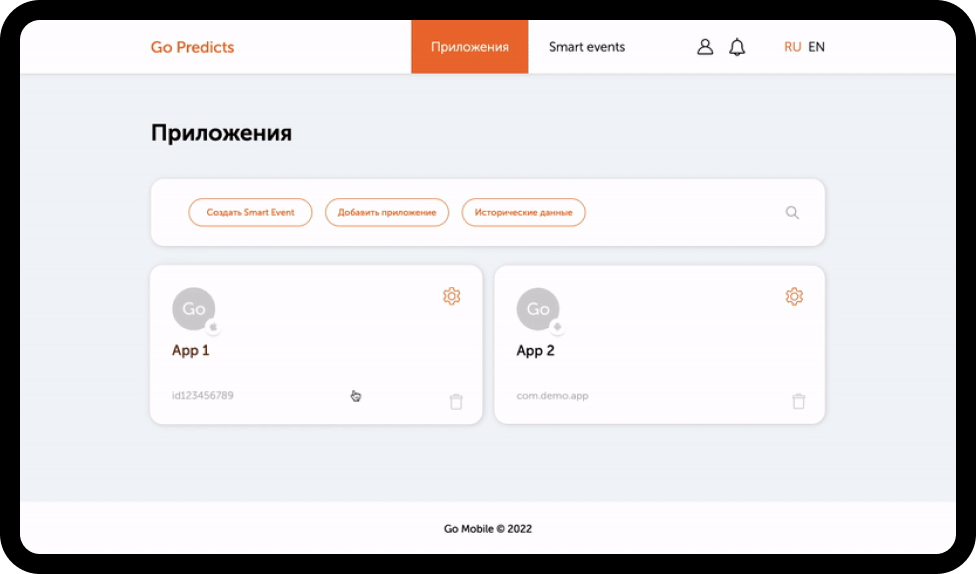 Go Predicts
Приложения
Smart events
RU EN
Приложения
Создать Smart Event
Добавить приложение
Исторические данные
Go
App 1
id123456789
Go
App 2
com.demo.app
Go Mobile © 2022